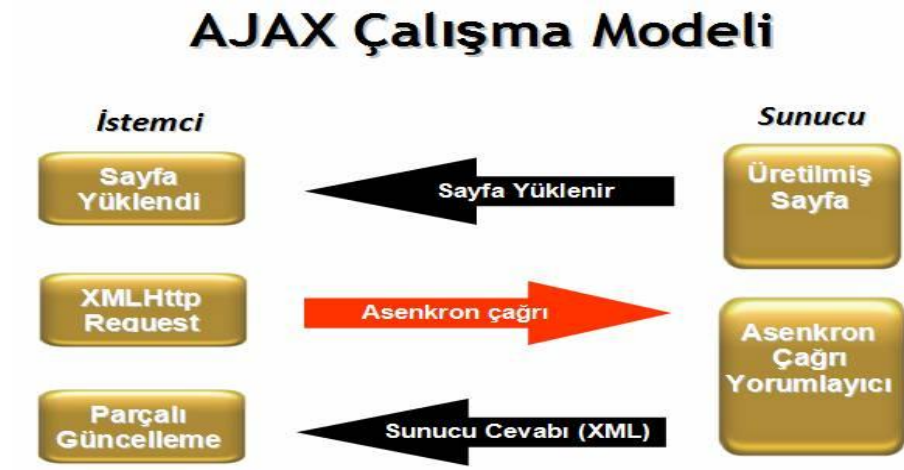 AJAX Çalışma Modeli
İstemci
Sunucu
Sayfa
Yüklendi
Sayfa Yüklenir
Üretilmiş
Sayfa
XMLHttp
Request
Asenkron çağrı
Asenkron
Çağrı
Yorumlayıcı
Parçalı
Güncelleme
Sunucu Cevabı (XML)